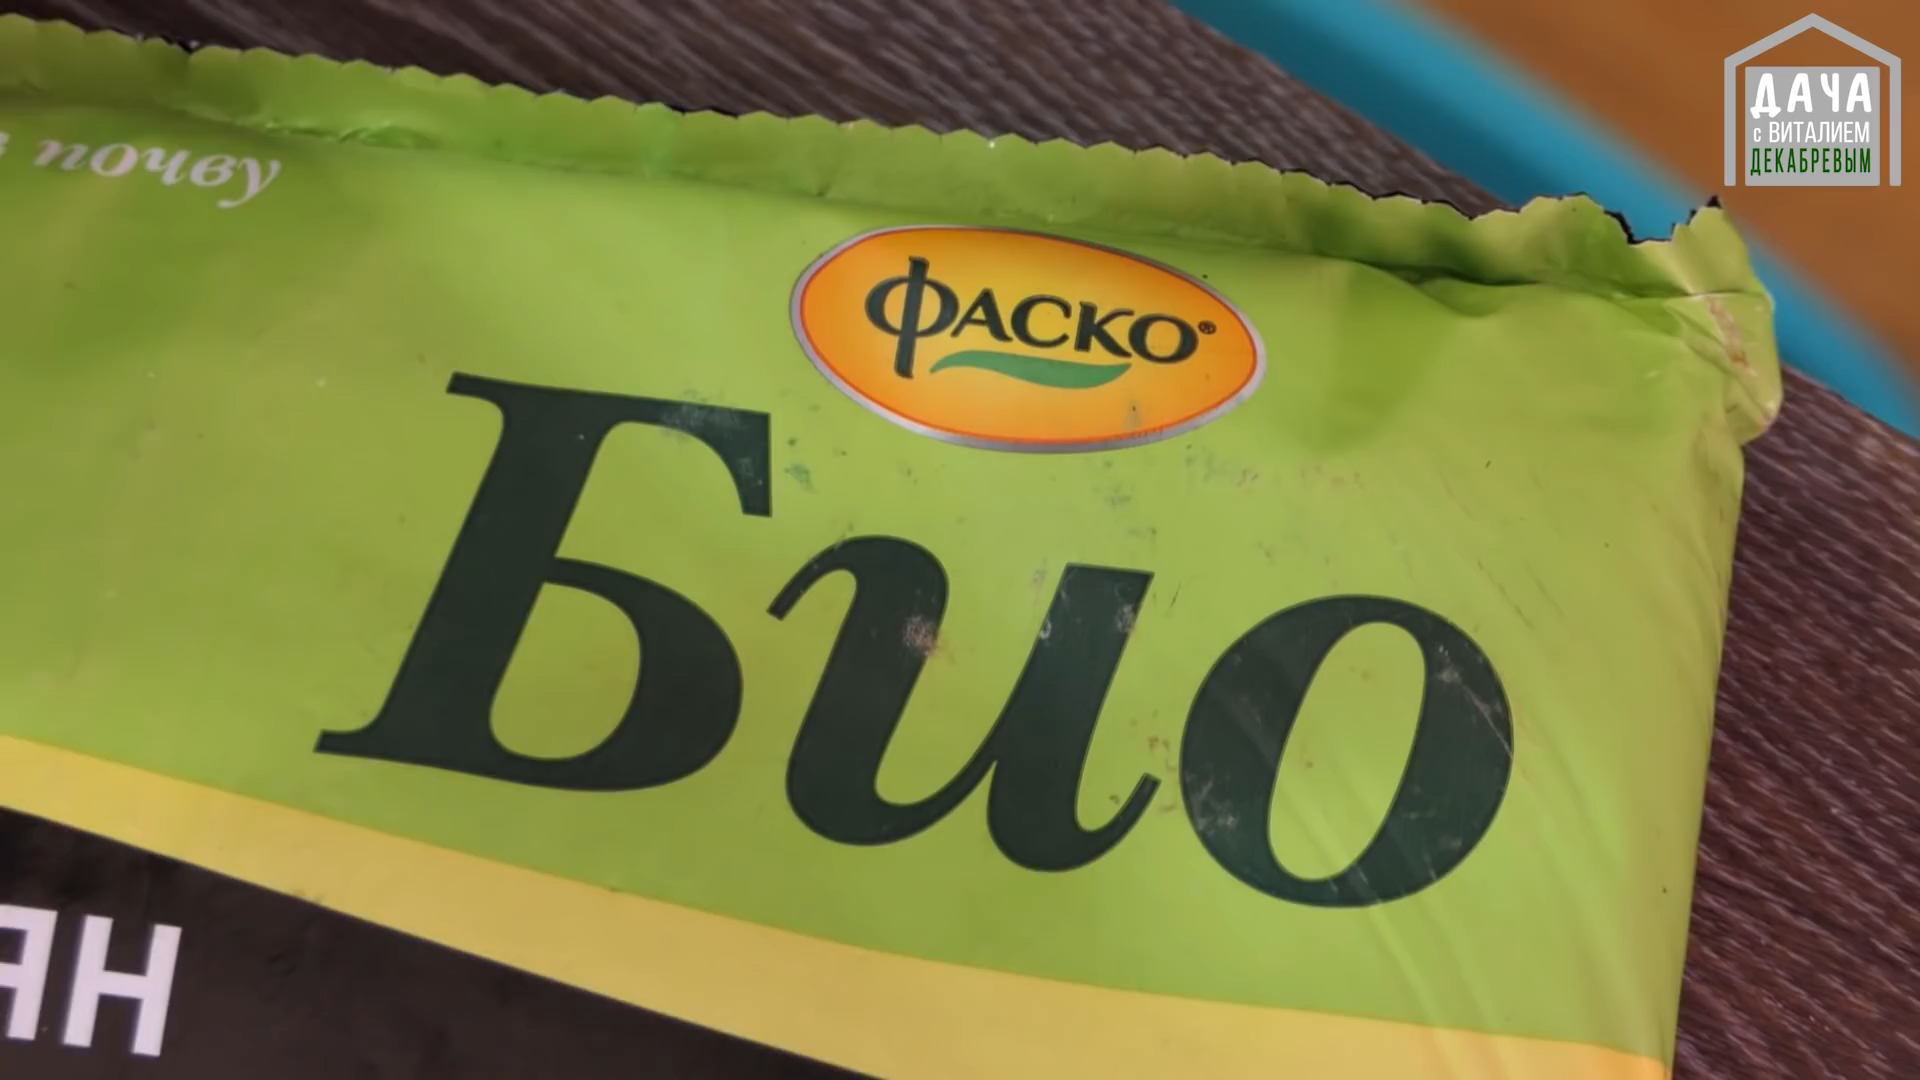 ДАЧА
с ВИТАЛИЕМ
ДЕКАБРЕВЫМ
почву
ФАСКО®
Био